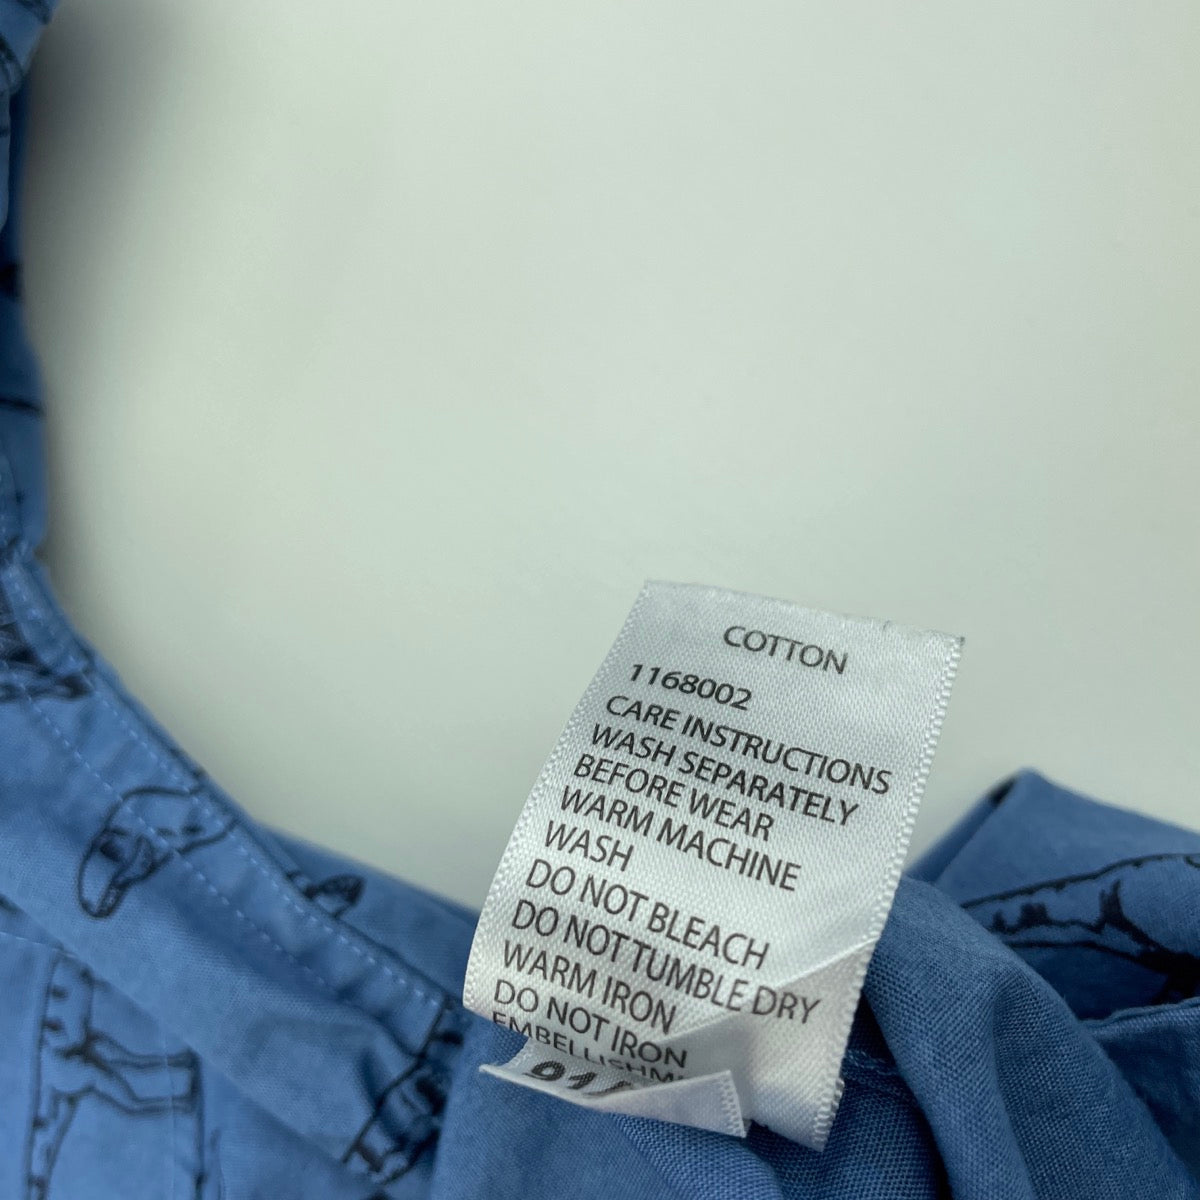 COTTON
1168002
CARE INSTRUCTIONS
WASH SEPARATELY
BEFORE WEAR
WARM MACHINE
WASH
DO NOT BLEACH
DO NOT TUMBLE DRY
WARM IRON
DO NOT IRON